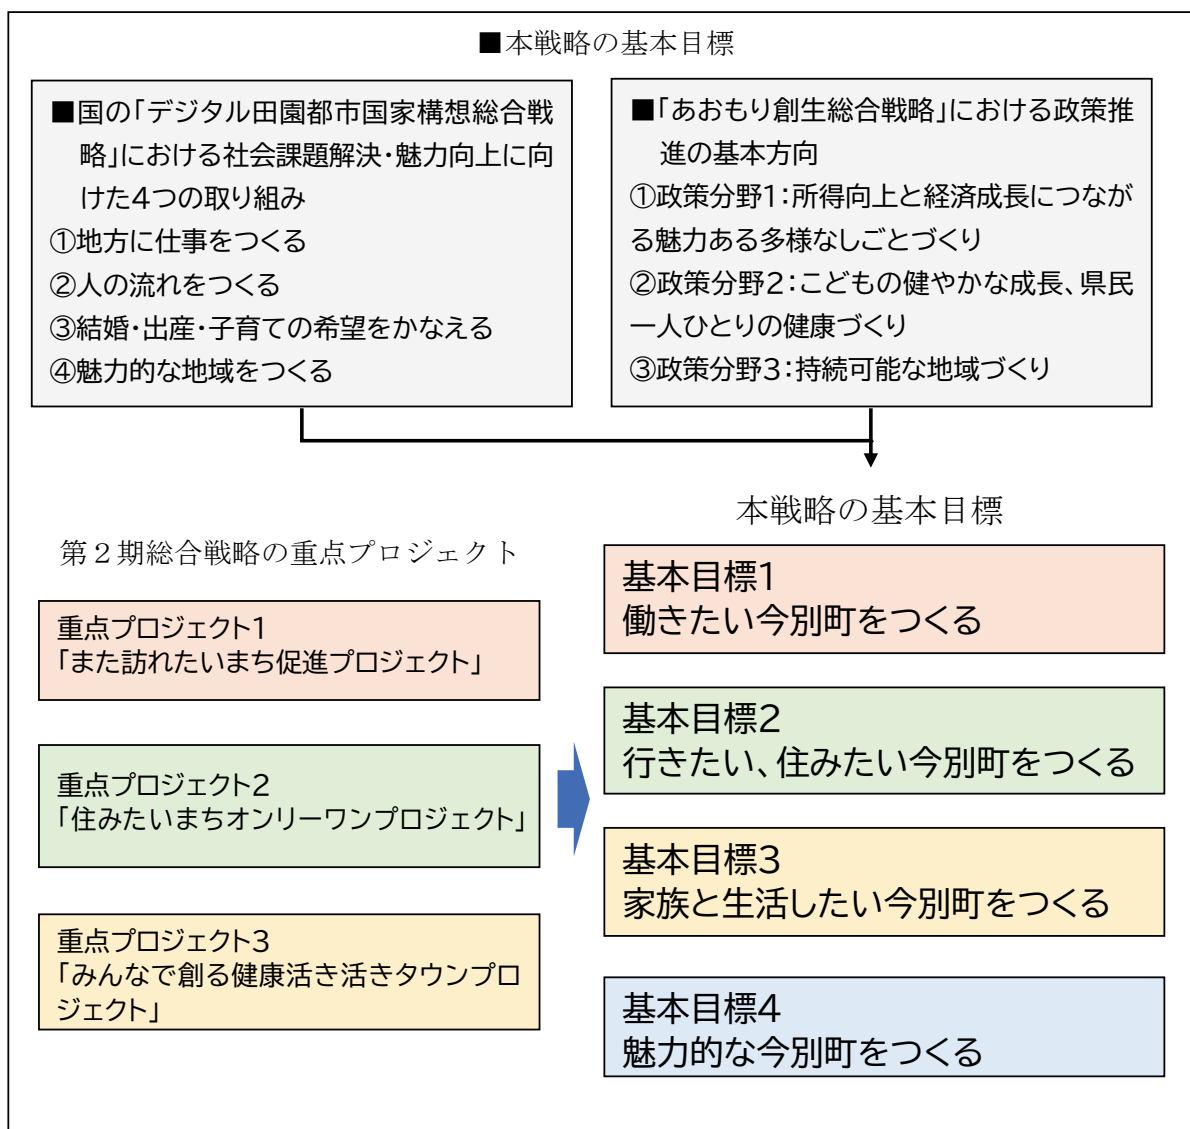 ■本戦略の基本目標
■国の｢デジタル田園都市国家構想総合戦
略｣における社会課題解決･魅力向上に向
けた4つの取り組み
①地方に仕事をつくる
②人の流れをつくる
③結婚･出産･子育ての希望をかなえる
④魅力的な地域をつくる
■｢あおもり創生総合戦略｣における政策推
進の基本方向
①政策分野1:所得向上と経済成長につなが
る魅力ある多様なしごとづくり
②政策分野2:こどもの健やかな成長、県民
一人ひとりの健康づくり
③政策分野3:持続可能な地域づくり
第２期総合戦略の重点プロジェクト
重点プロジェクト1
｢また訪れたいまち促進プロジェクト｣
重点プロジェクト2
｢住みたいまちオンリーワンプロジェクト｣
重点プロジェクト3
｢みんなで創る健康活き活きタウンプロ
ジェクト｣
本戦略の基本目標
基本目標1
働きたい今別町をつくる
基本目標2
行きたい、住みたい今別町をつくる
基本目標3
家族と生活したい今別町をつくる
基本目標4
魅力的な今別町をつくる